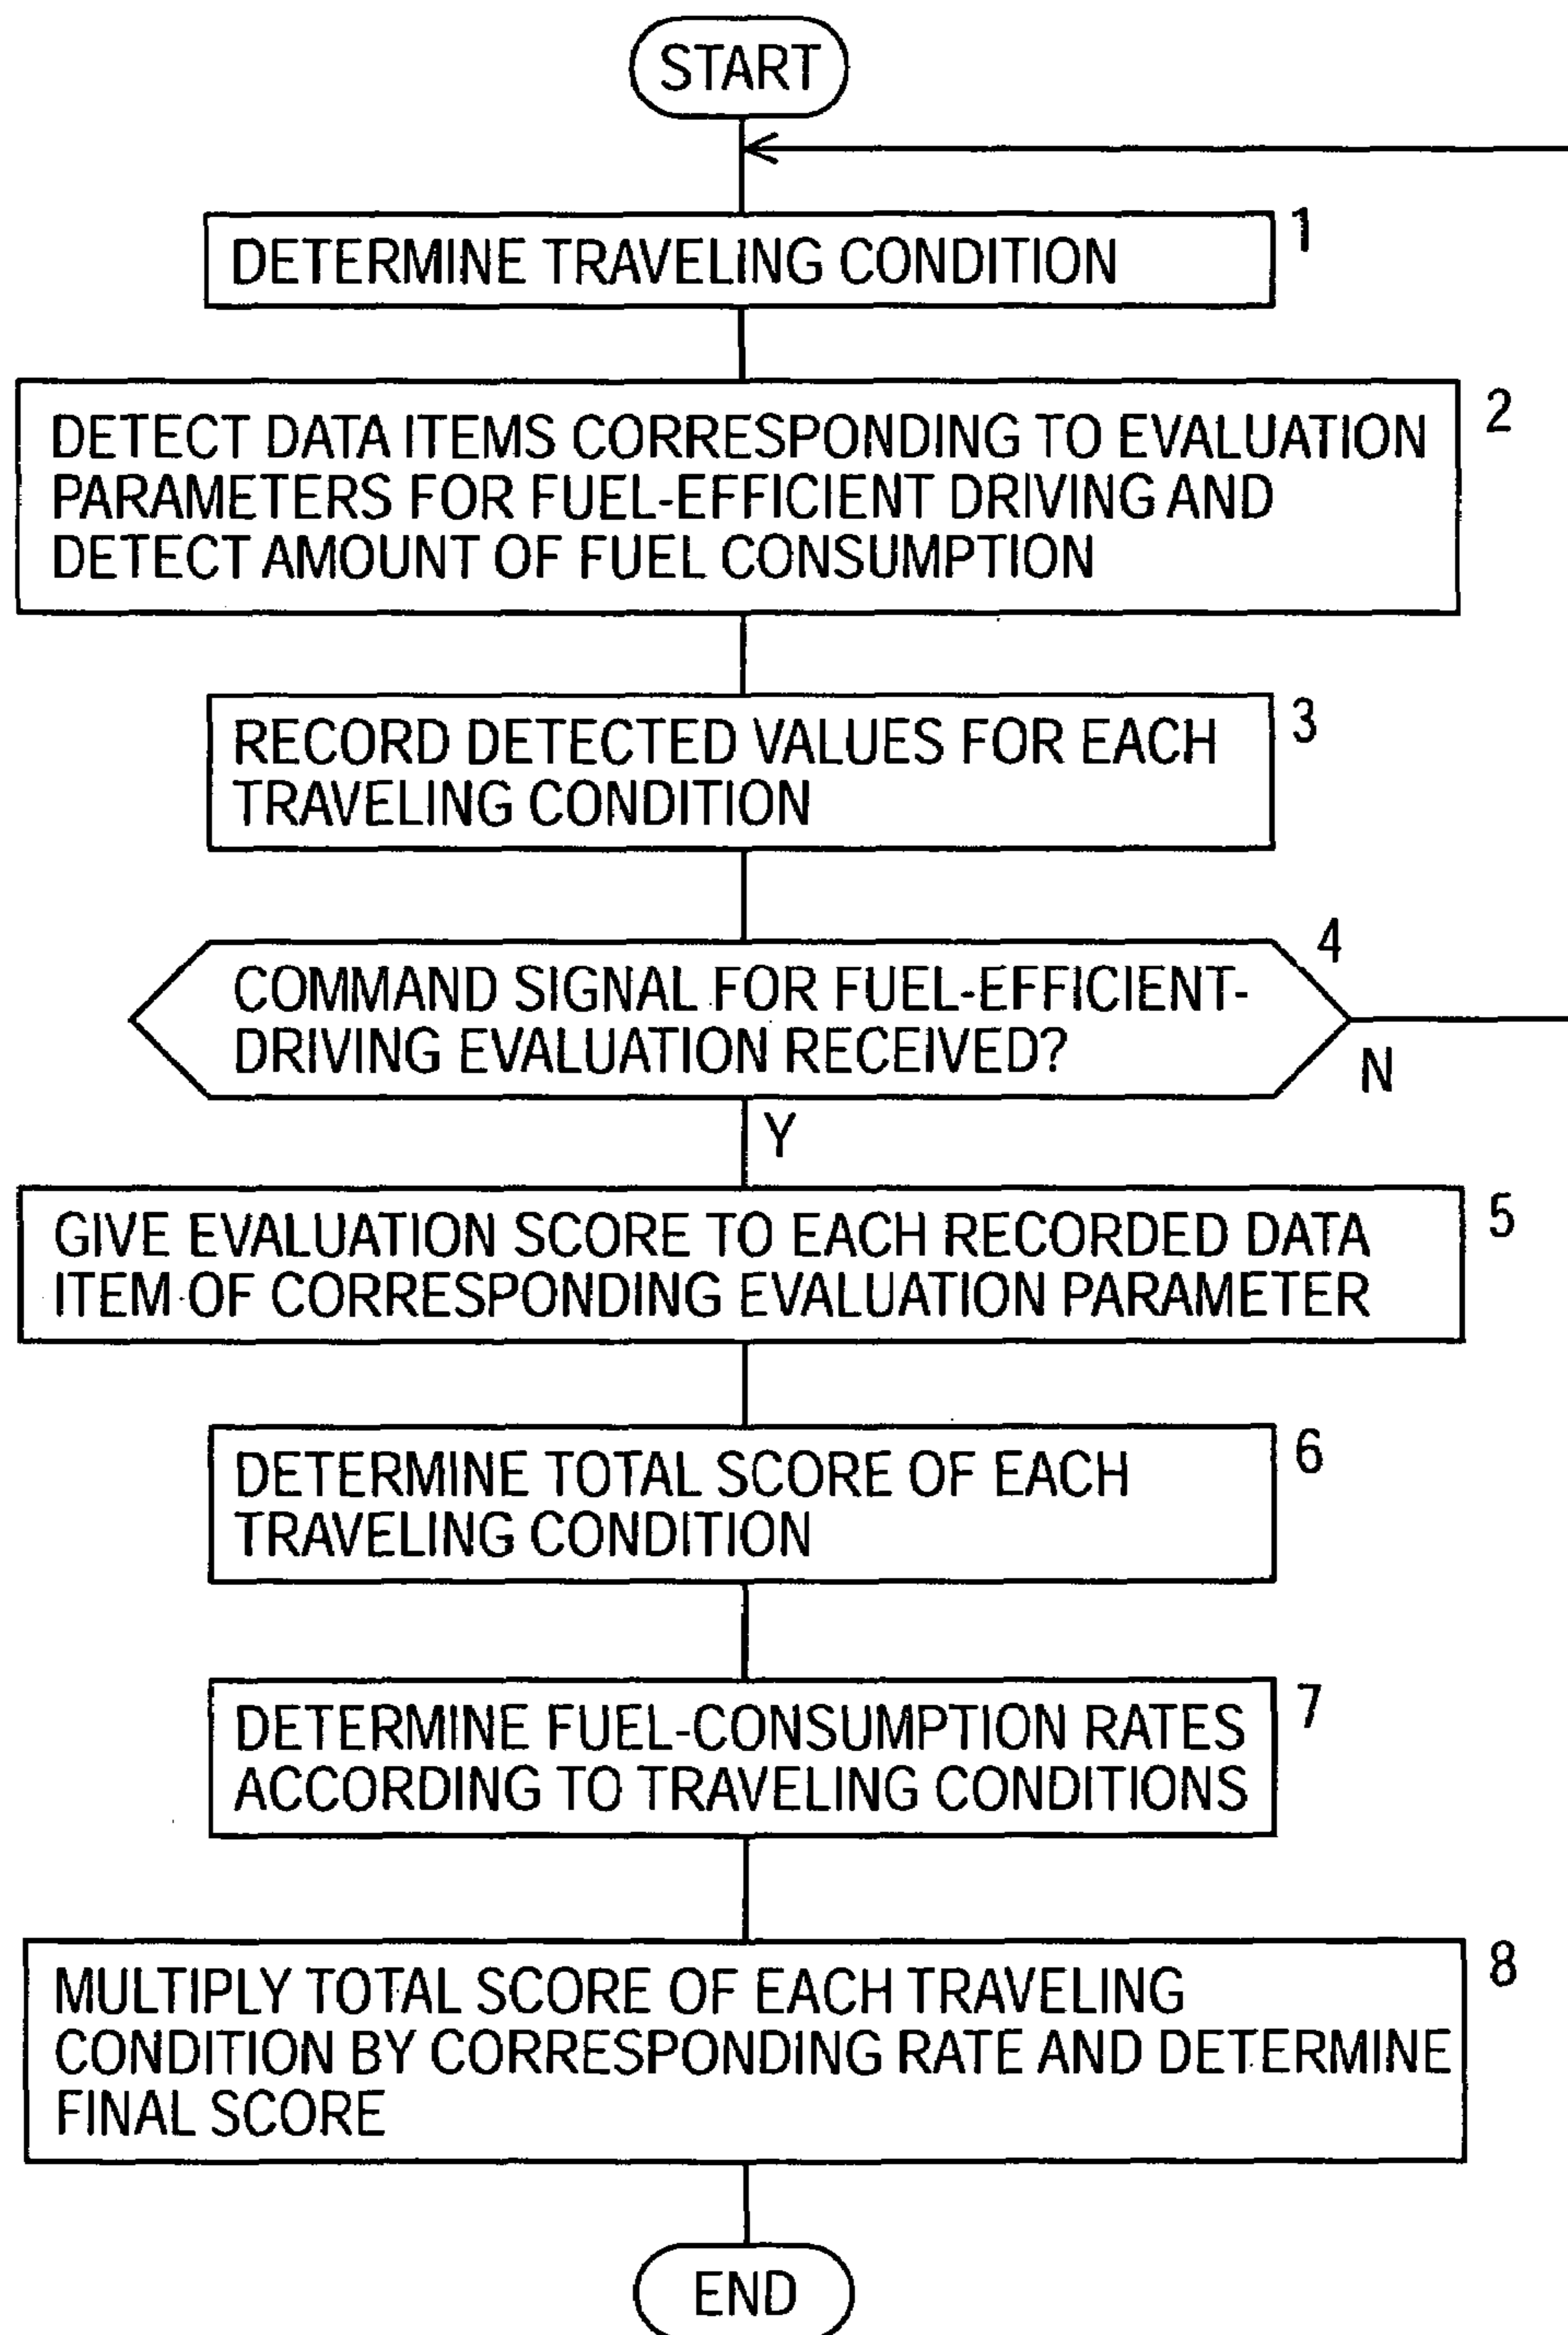 START
DETERMINE TRAVELING CONDITION
1
DETECT DATA ITEMS CORRESPONDING TO EVALUATION
PARAMETERS FOR FUEL-EFFICIENT DRIVING AND
DETECT AMOUNT OF FUEL CONSUMPTION
2
RECORD DETECTED VALUES FOR EACH
TRAVELING CONDITION
3
COMMAND SIGNAL FOR FUEL-EFFICIENT-
DRIVING EVALUATION RECEIVED?
4
N
Y
GIVE EVALUATION SCORE TO EACH RECORDED DATA
ITEM OF CORRESPONDING EVALUATION PARAMETER
5
DETERMINE TOTAL SCORE OF EACH
TRAVELING CONDITION
6
DETERMINE FUEL-CONSUMPTION RATES
ACCORDING TO TRAVELING CONDITIONS
7
MULTIPLY TOTAL SCORE OF EACH TRAVELING
CONDITION BY CORRESPONDING RATE AND DETERMINE
FINAL SCORE
8
END